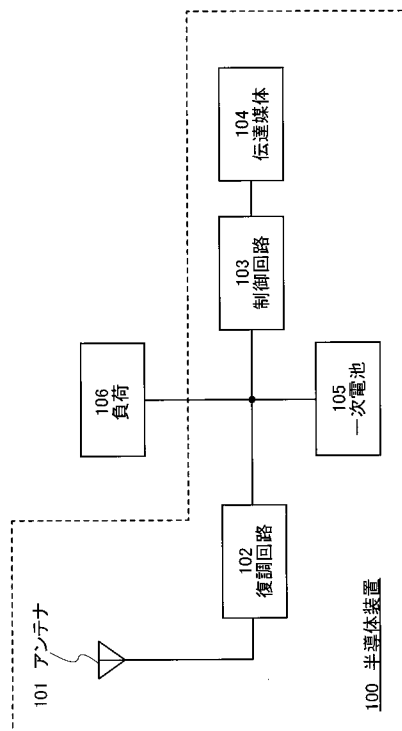 101 アンテナ
102
復調回路
106
負荷
103
制御回路
104
伝達媒体
105
一次電池
100 半導体装置